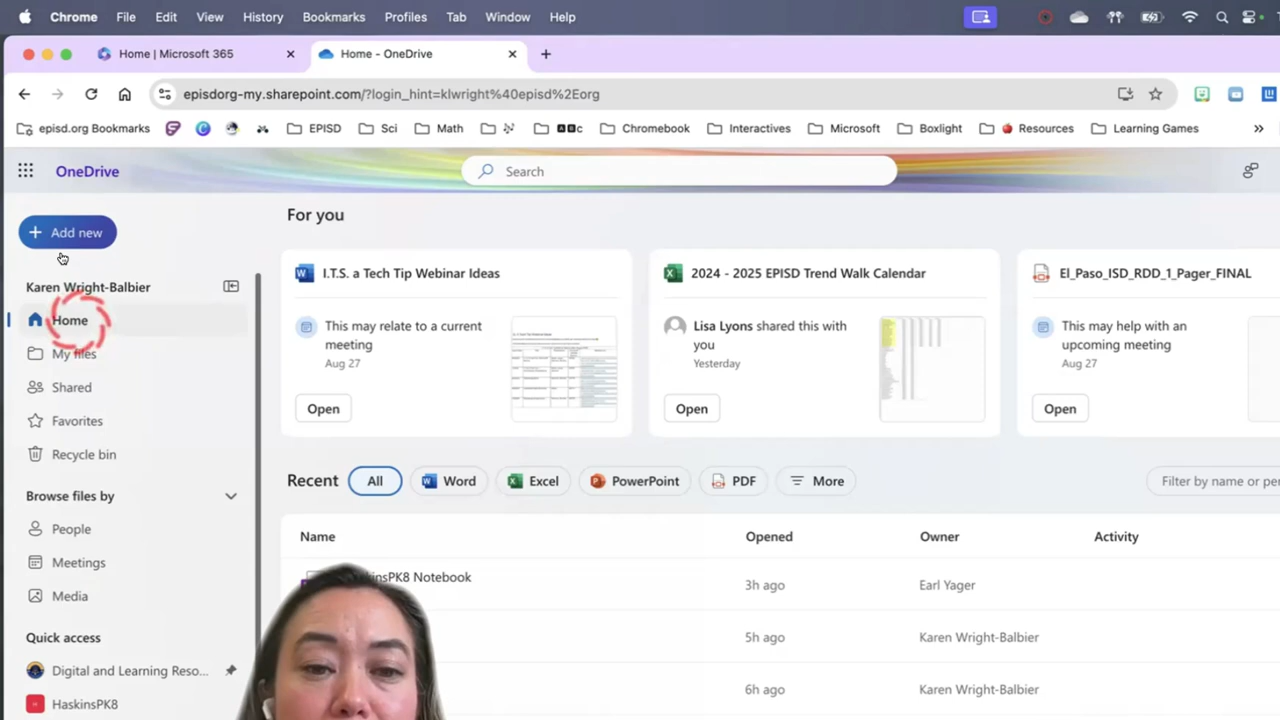 Chrome File Edit View History Bookmarks Profiles Tab Window Help
Home | Microsoft 365 Home - OneDrive
episdorg-my.sharepoint.com/?login_hint=klwright%40episd%2Eorg
episd.org Bookmarks EPISD Sci Math ABc Chromebook Interactives Microsoft Boxlight Resources Learning Games
OneDrive Search
Add new
For you
Karen Wright-Balbier
Home
My files
Shared
Favorites
Recycle bin
Browse files by
People
Meetings
Media
Quick access
Digital and Learning Reso...
HaskinsPK8
I.T.S. a Tech Tip Webinar Ideas
This may relate to a current
meeting
Aug 27
Open
2024 - 2025 EPISD Trend Walk Calendar
Lisa Lyons shared this with
you
Yesterday
Open
El_Paso_ISD_RDD_1_Pager_FINAL
This may help with an
upcoming meeting
Aug 27
Open
Recent All Word Excel PowerPoint PDF More Filter by name or per
Name Opened Owner Activity
skinsPK8 Notebook 3h ago Earl Yager
5h ago Karen Wright-Balbier
6h ago Karen Wright-Balbier